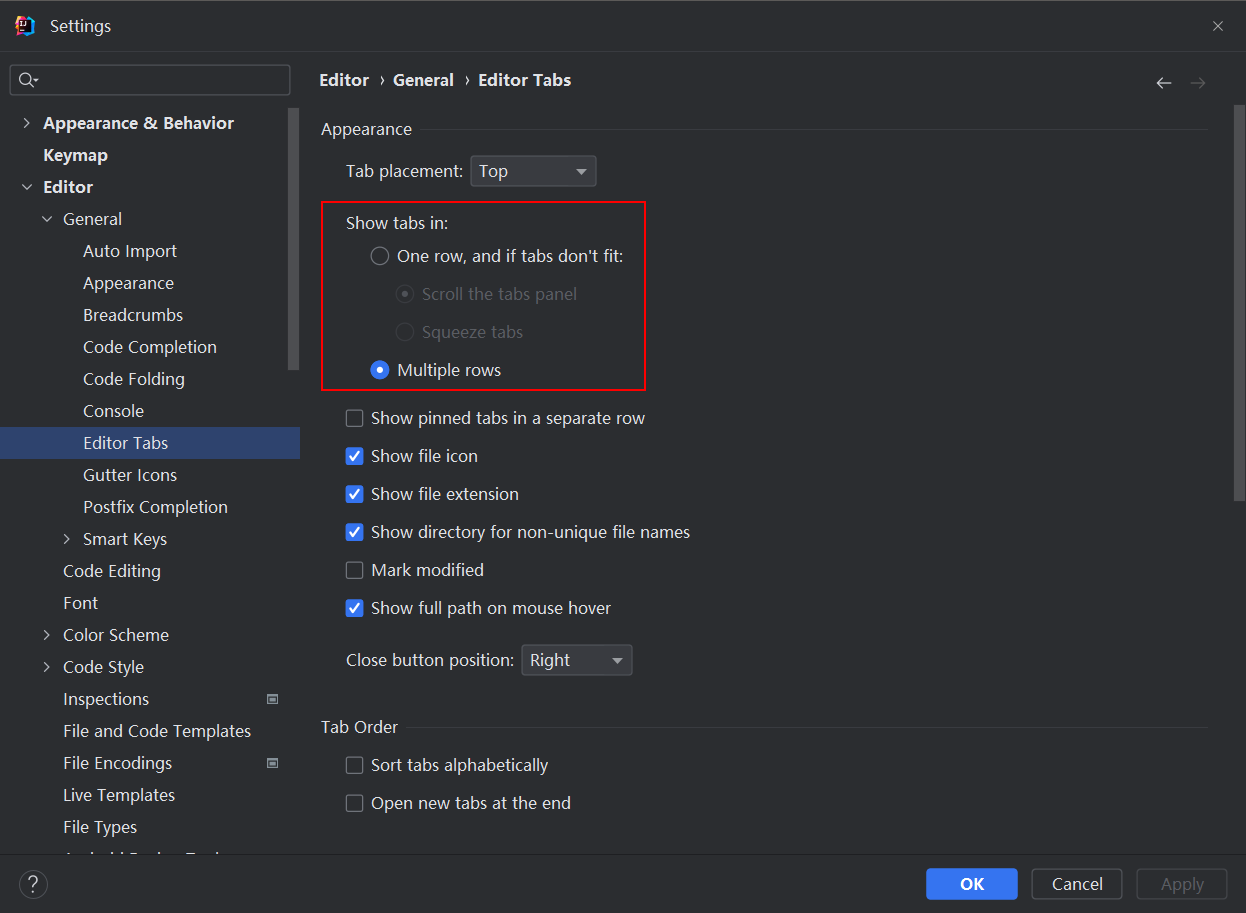 Settings
Editor › General › Editor Tabs
Appearance & Behavior
Keymap
Editor
General
Auto Import
Appearance
Breadcrumbs
Code Completion
Code Folding
Console
Editor Tabs
Gutter Icons
Postfix Completion
Smart Keys
Code Editing
Font
Color Scheme
Code Style
Inspections
File and Code Templates
File Encodings
Live Templates
File Types
Appearance
Tab placement: Top
Show tabs in:
One row, and if tabs don't fit:
Scroll the tabs panel
Squeeze tabs
Multiple rows
Show pinned tabs in a separate row
Show file icon
Show file extension
Show directory for non-unique file names
Mark modified
Show full path on mouse hover
Close button position: Right
Tab Order
Sort tabs alphabetically
Open new tabs at the end
?
OK Cancel Apply